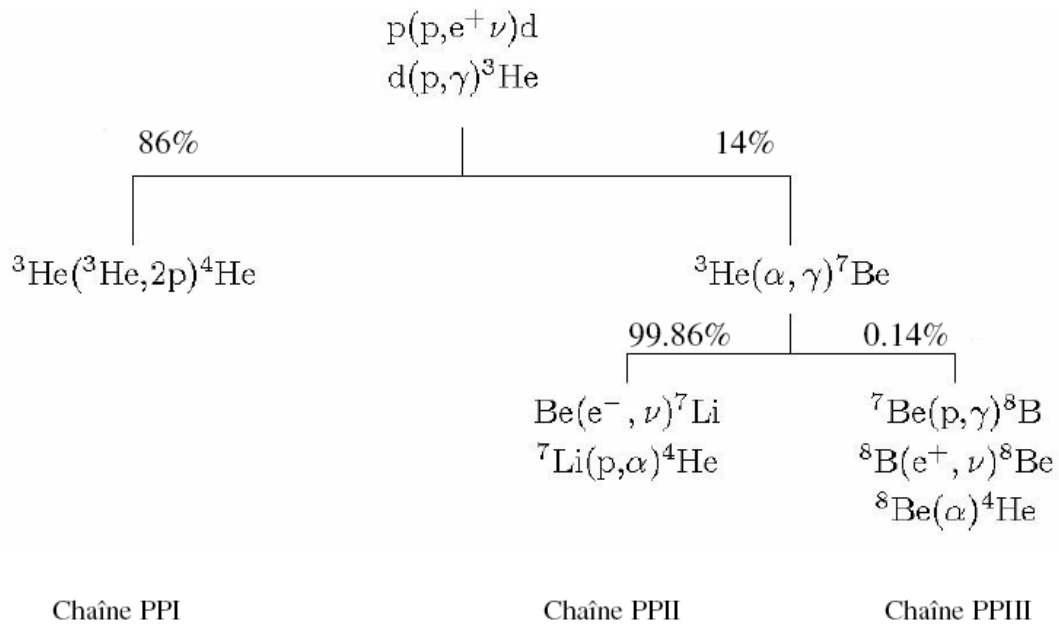 p(p,e⁺ ν)d
d(p,γ)³He
86%
14%
³He(³He,2p)⁴He
³He(α, γ)⁷Be
99.86%
0.14%
Be(e⁻, ν)⁷Li
⁷Be(p,γ)⁸B
⁷Li(p,α)⁴He
⁸B(e⁺, ν)⁸Be
⁸Be(α)⁴He
Chaîne PPI
Chaîne PPII
Chaîne PPIII